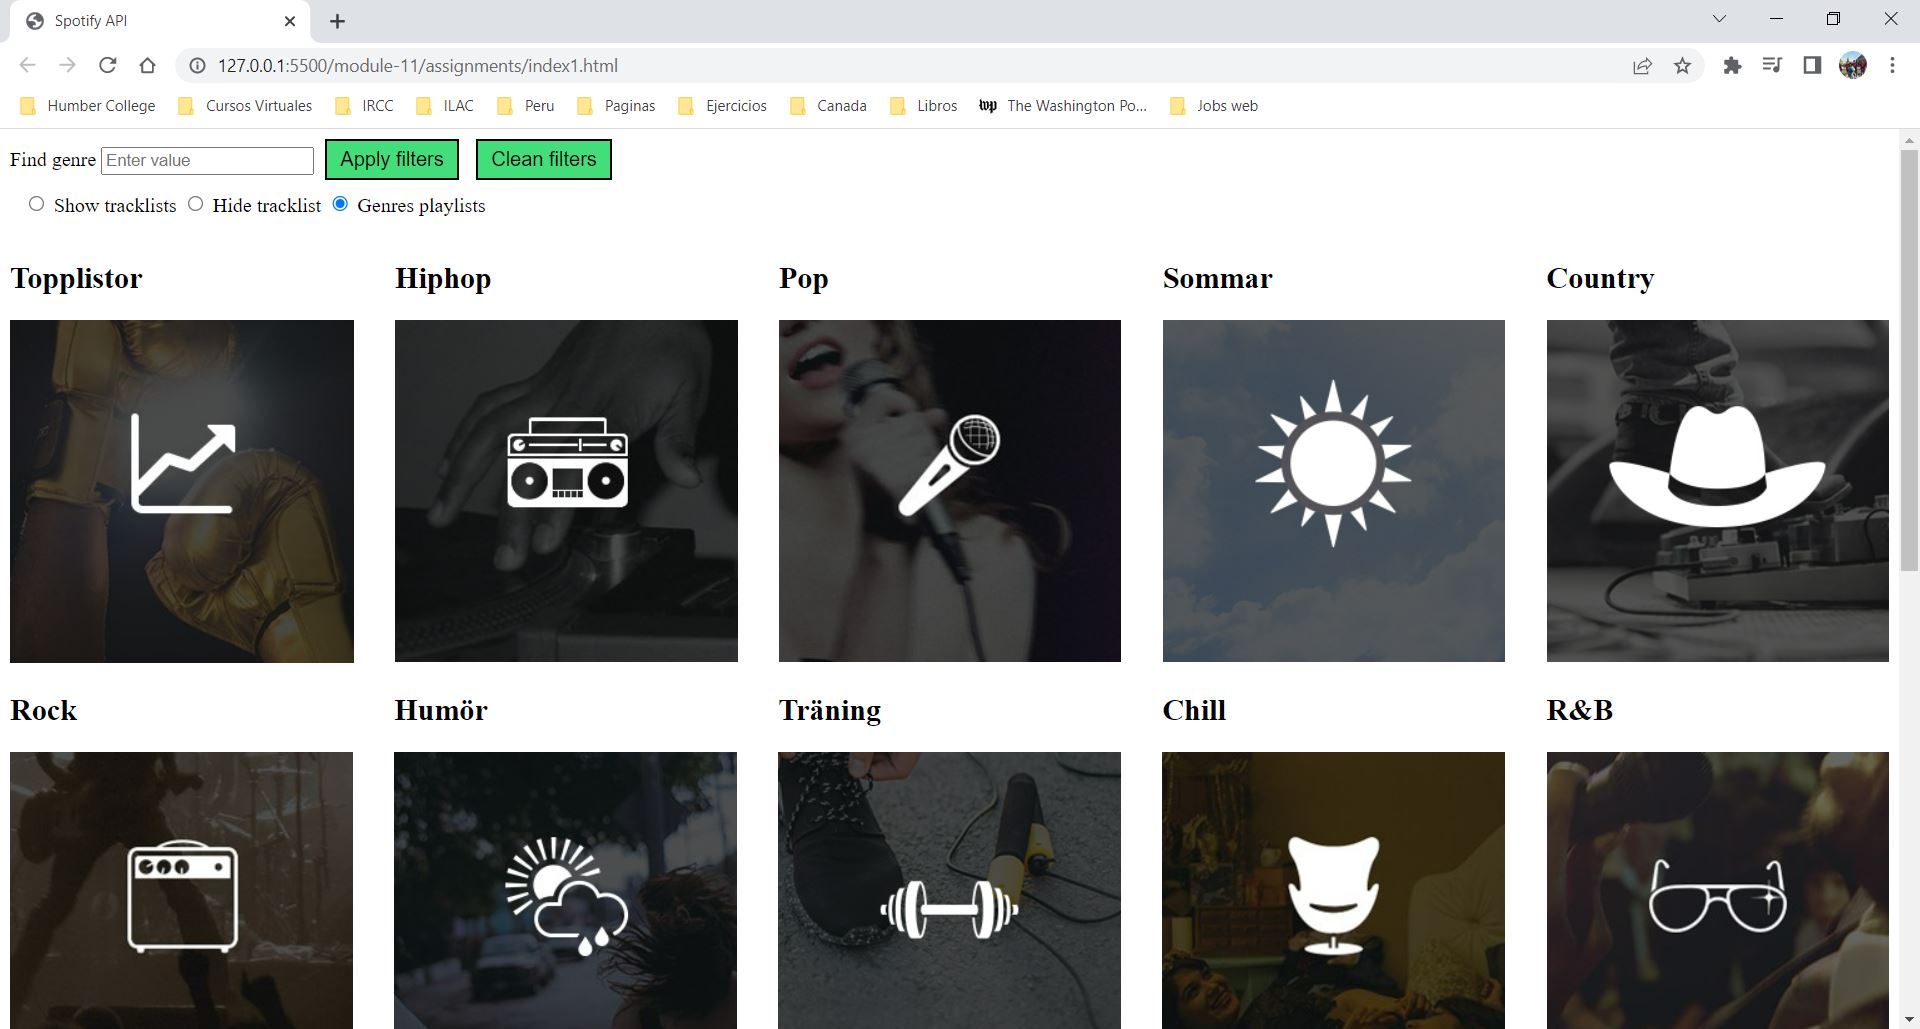 Spotify API
127.0.0.1:5500/module-11/assignments/index1.html
Humber College Cursos Virtuales IRCC ILAC Peru Paginas Ejercicios Canada Libros wp The Washington Po... Jobs web
Find genre Enter value Apply filters Clean filters
Show tracklists Hide tracklist Genres playlists
Topplistor Hiphop Pop Sommar Country
Rock Humör Träning Chill R&B